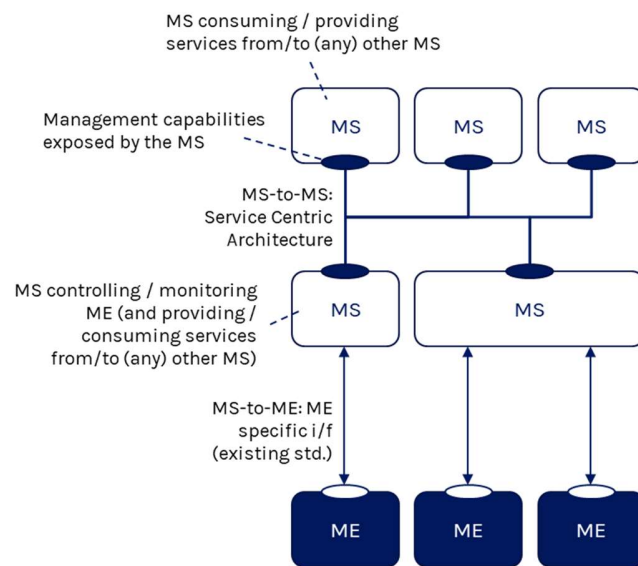 MS consuming / providing
services from/to (any) other MS
Management capabilities
exposed by the MS
MS
MS
MS
MS-to-MS:
Service Centric
Architecture
MS controlling / monitoring
ME (and providing /
consuming services
from/to (any) other MS)
MS
MS
MS-to-ME: ME
specific i/f
(existing std.)
ME
ME
ME